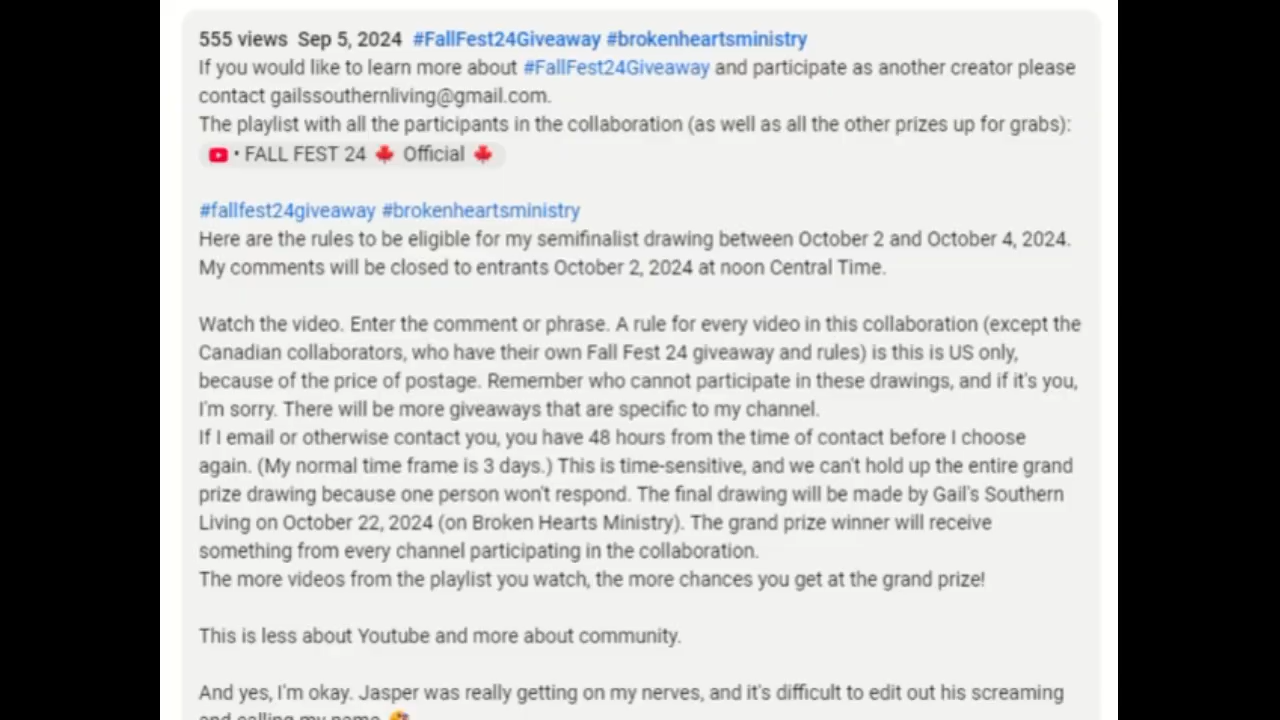 555 views Sep 5, 2024 #FallFest24Giveaway #brokenheartsministry
If you would like to learn more about #FallFest24Giveaway and participate as another creator please
contact gailssouthernliving@gmail.com.
The playlist with all the participants in the collaboration (as well as all the other prizes up for grabs):
• FALL FEST 24 🍁 Official 🍁
#fallfest24giveaway #brokenheartsministry
Here are the rules to be eligible for my semifinalist drawing between October 2 and October 4, 2024.
My comments will be closed to entrants October 2, 2024 at noon Central Time.
Watch the video. Enter the comment or phrase. A rule for every video in this collaboration (except the
Canadian collaborators, who have their own Fall Fest 24 giveaway and rules) is this is US only,
because of the price of postage. Remember who cannot participate in these drawings, and if it's you,
I'm sorry. There will be more giveaways that are specific to my channel.
If I email or otherwise contact you, you have 48 hours from the time of contact before I choose
again. (My normal time frame is 3 days.) This is time-sensitive, and we can't hold up the entire grand
prize drawing because one person won't respond. The final drawing will be made by Gail's Southern
Living on October 22, 2024 (on Broken Hearts Ministry). The grand prize winner will receive
something from every channel participating in the collaboration.
The more videos from the playlist you watch, the more chances you get at the grand prize!
This is less about Youtube and more about community.
And yes, I'm okay. Jasper was really getting on my nerves, and it's difficult to edit out his screaming
and calling my name.